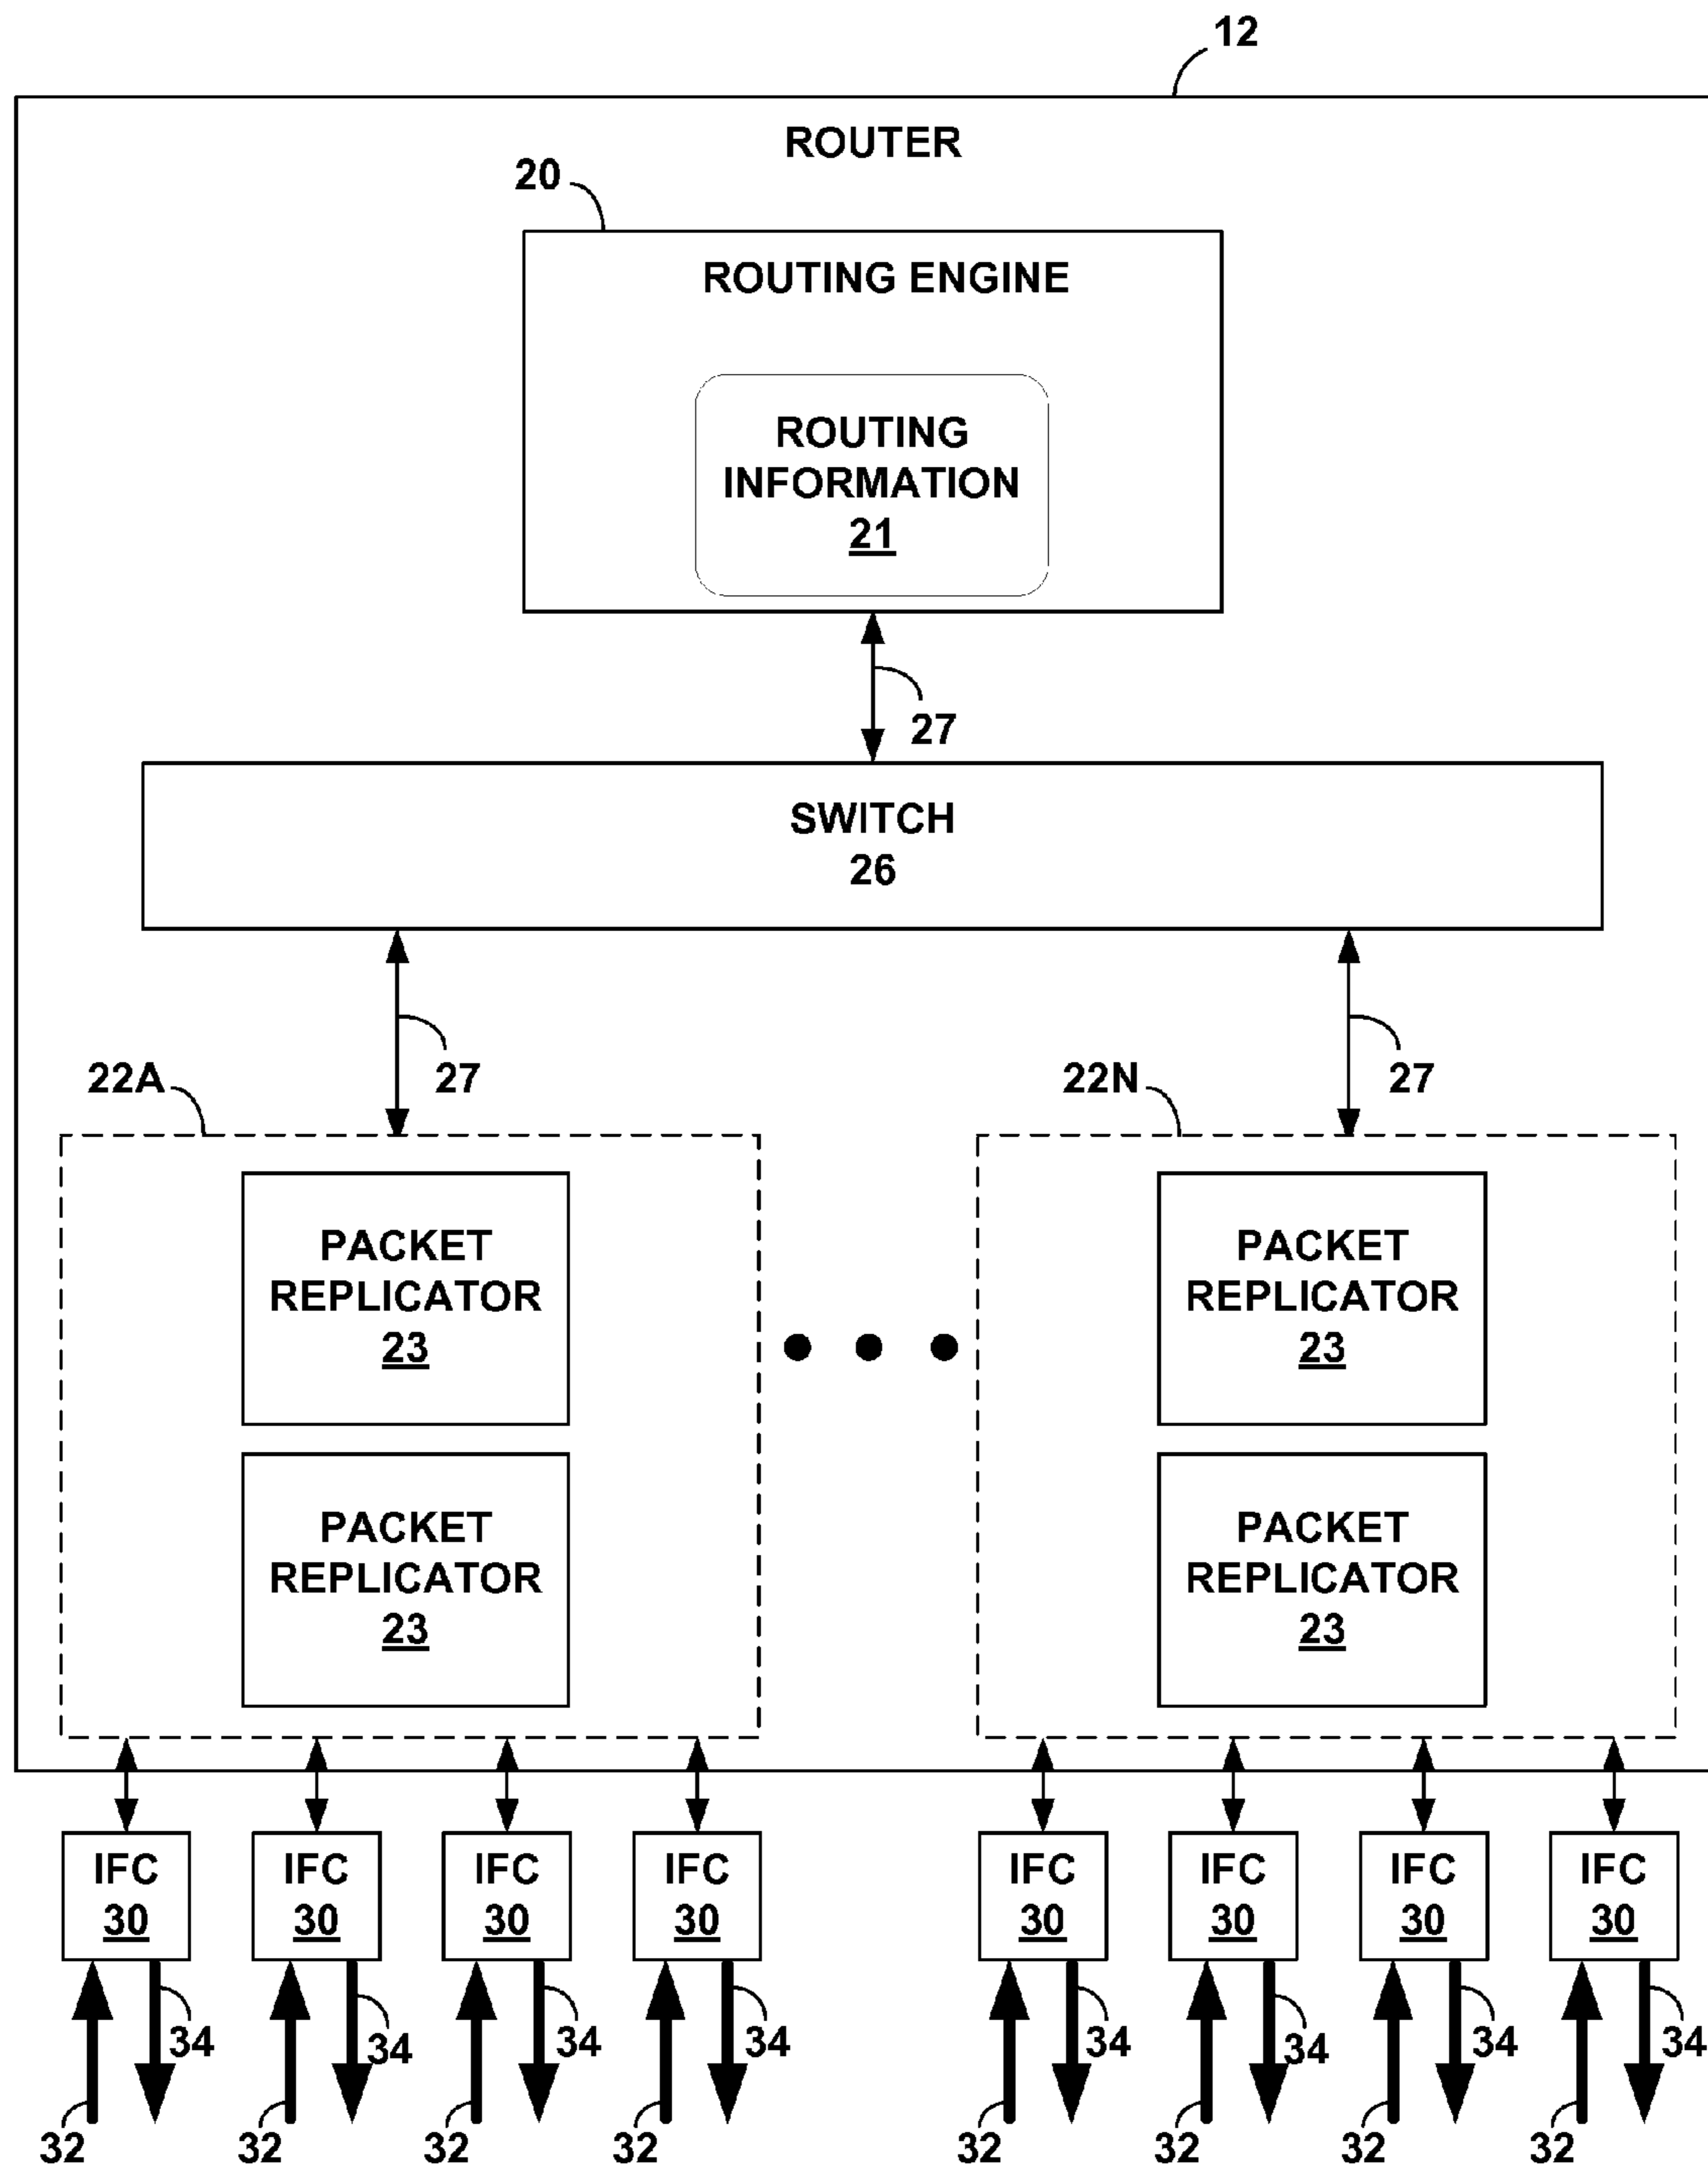 12
ROUTER
20
ROUTING ENGINE
ROUTING
INFORMATION
21
27
SWITCH
26
27
27
22A
22N
PACKET
REPLICATOR
23
PACKET
REPLICATOR
23
PACKET
REPLICATOR
23
PACKET
REPLICATOR
23
IFC
30
IFC
30
IFC
30
IFC
30
IFC
30
IFC
30
IFC
30
IFC
30
34
34
34
34
34
34
34
34
32
32
32
32
32
32
32
32